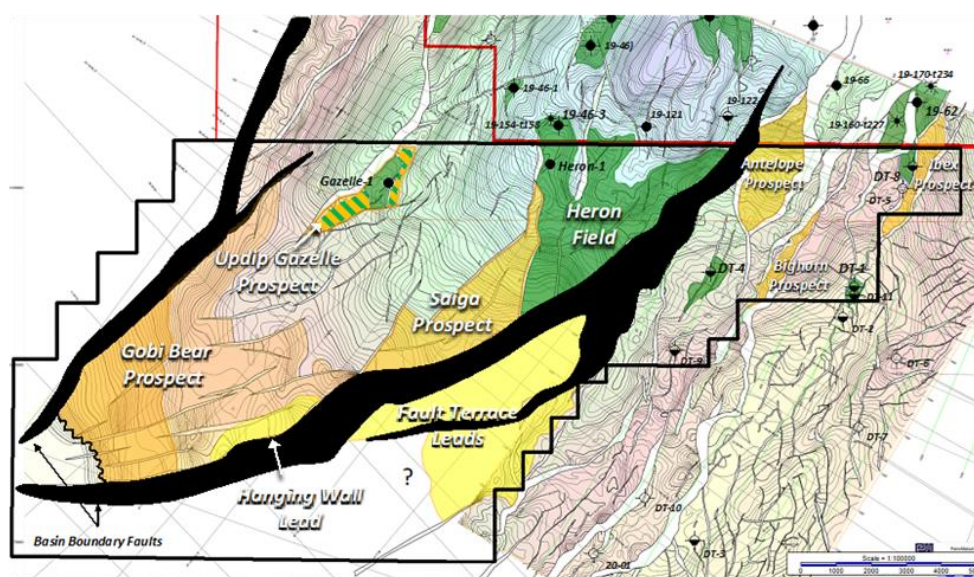 19-46)
19-66
19-170-t234
19-46-1
19-62
19-122
19-154-t158
19-46-3
19-121
19-160-t227
Heron-1
Antelope
Prospect
DT-8
Ibex
Prospect
Gazelle-1
DT-5
Heron
Field
Updip Gazelle
Prospect
DT-4
Bighorn
Prospect
DT-1
DT-11
Saiga
Prospect
DT-2
Gobi Bear
Prospect
DT-9
DT-6
Fault Terrace
Leads
DT-7
?
Hanging Wall
Lead
DT-10
Basin Boundary Faults
DT-3
20-01
Scale = 1:100000
0 1000 2000 3000 4000